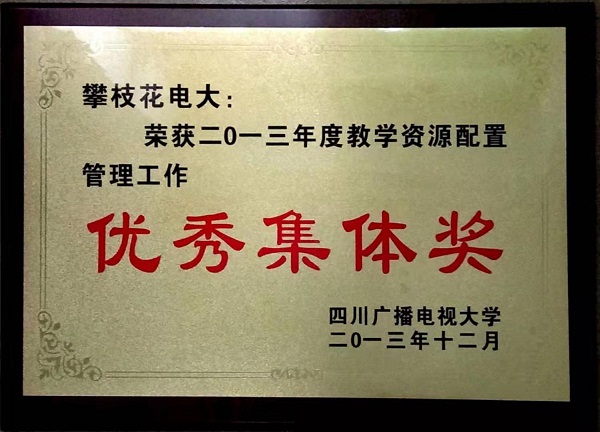 攀枝花电大：
荣获二0一三年度教学资源配置
管理工作
优秀集体奖
四川广播电视大学
二0一三年十二月